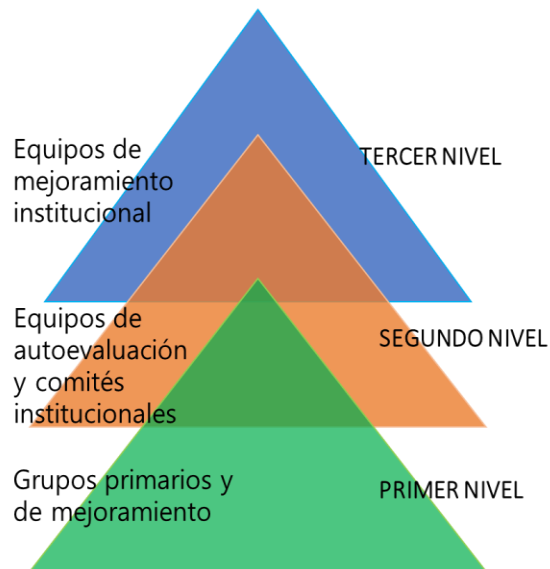 Equipos de
mejoramiento
institucional
TERCER NIVEL
Equipos de
autoevaluación
y comités
institucionales
SEGUNDO NIVEL
Grupos primarios y
de mejoramiento
PRIMER NIVEL